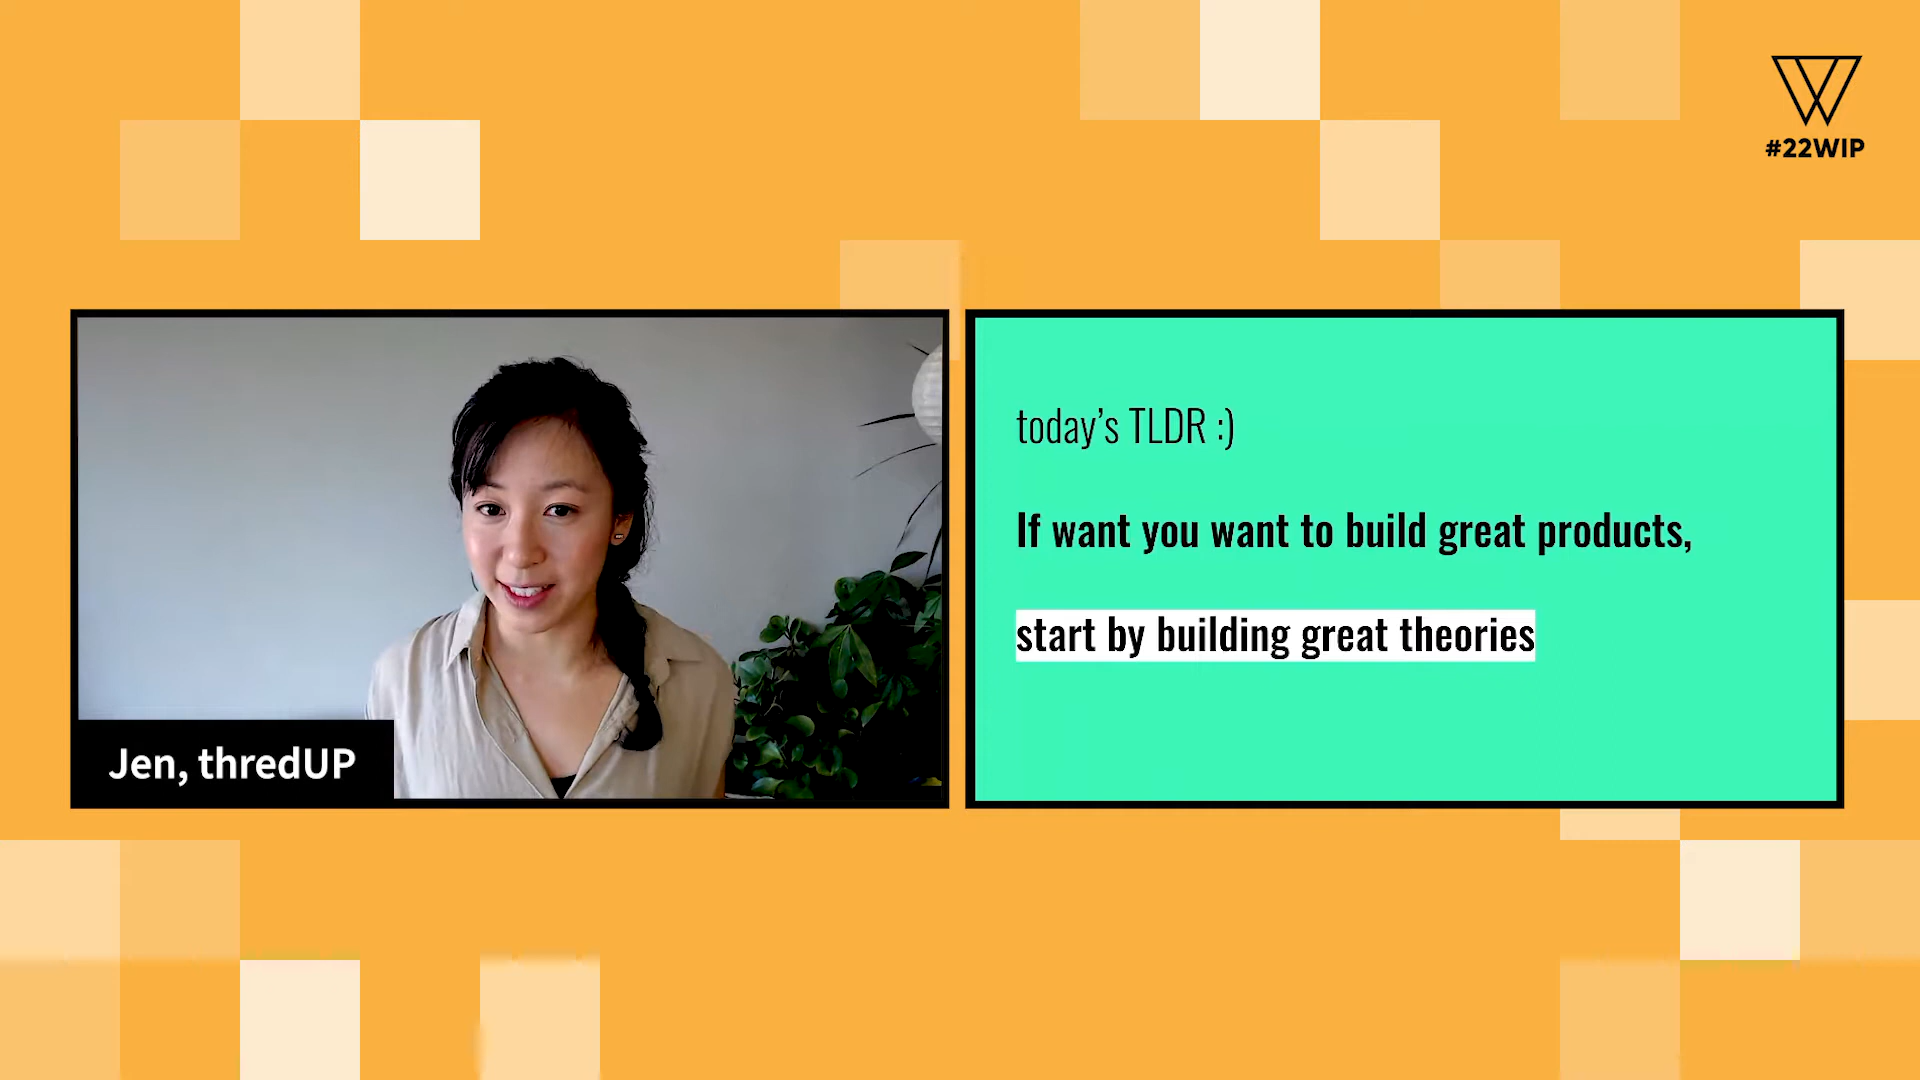 #22WIP
today's TLDR :)
If want you want to build great products,
start by building great theories
Jen, thredUP